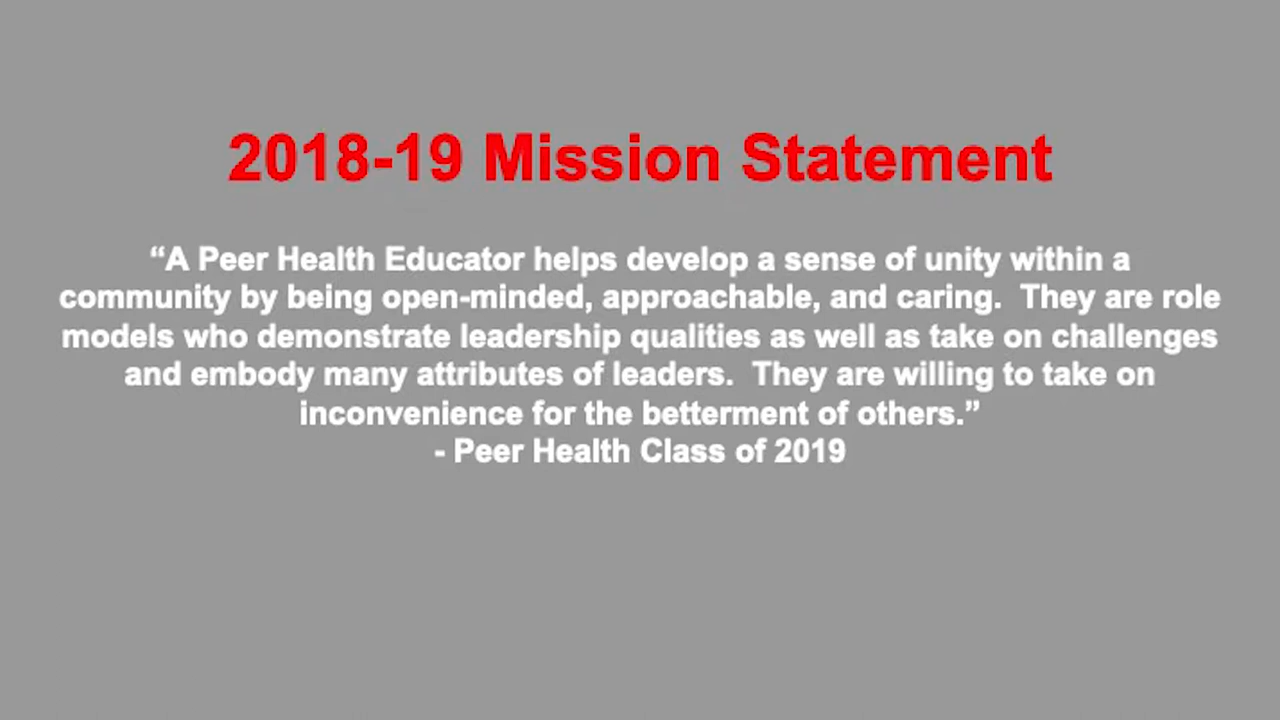 2018-19 Mission Statement
“A Peer Health Educator helps develop a sense of unity within a
community by being open-minded, approachable, and caring.  They are role
models who demonstrate leadership qualities as well as take on challenges
and embody many attributes of leaders.  They are willing to take on
inconvenience for the betterment of others.”
- Peer Health Class of 2019